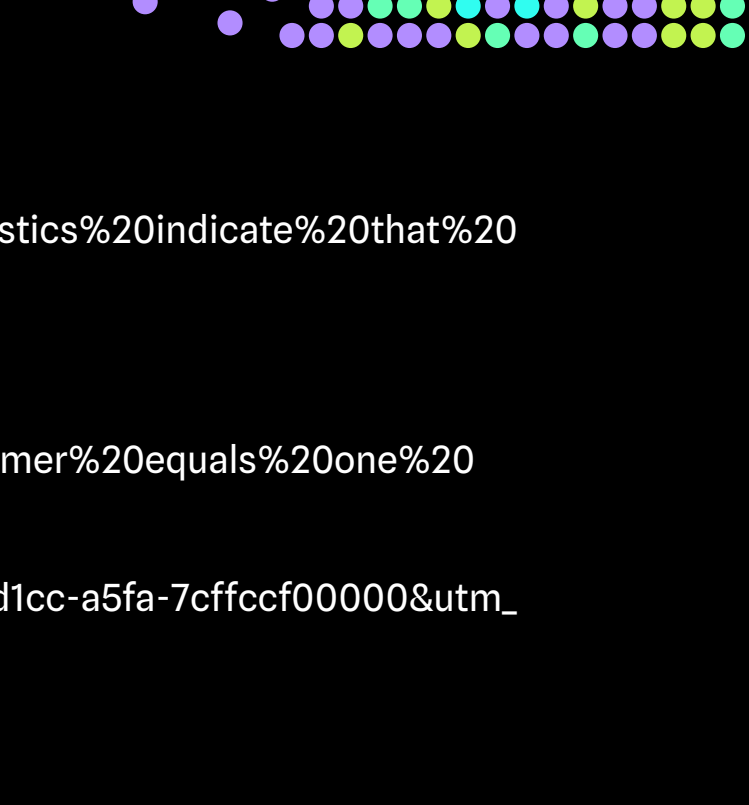 stics%20indicate%20that%20
mer%20equals%20one%20
d1cc-a5fa-7cffccf00000&utm_